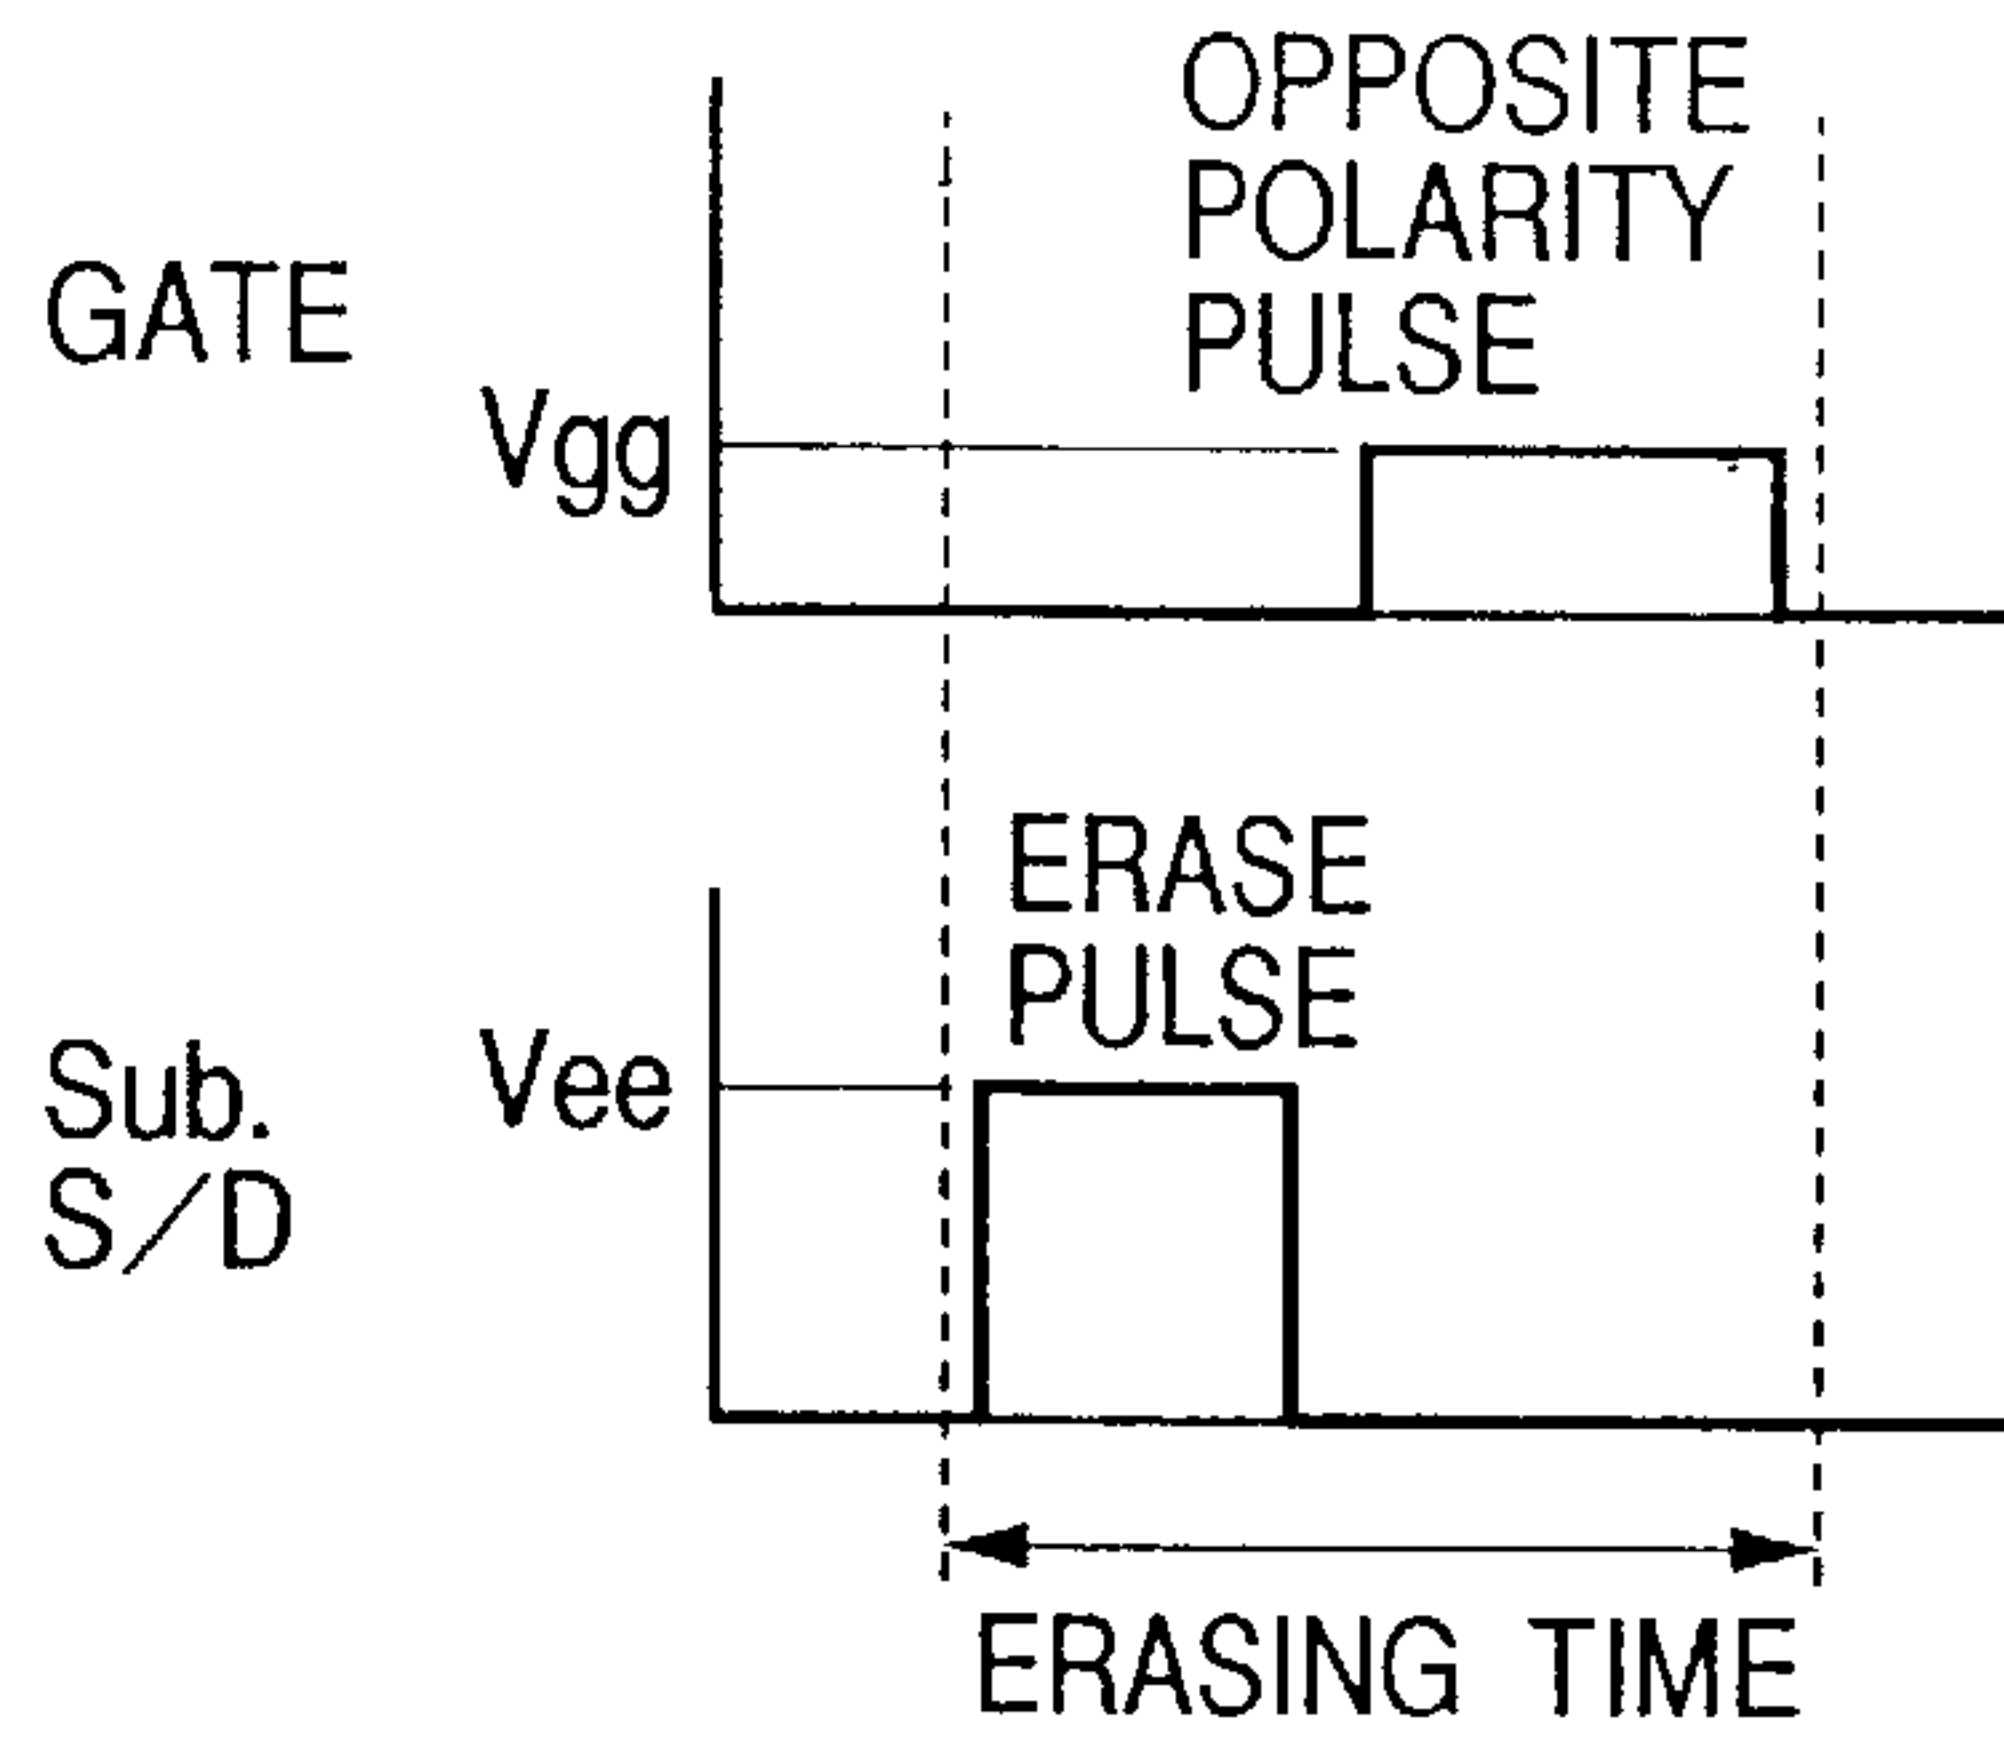 OPPOSITE
POLARITY
PULSE
GATE
Vgg
ERASE
PULSE
Vee
Sub.
S/D
ERASING TIME